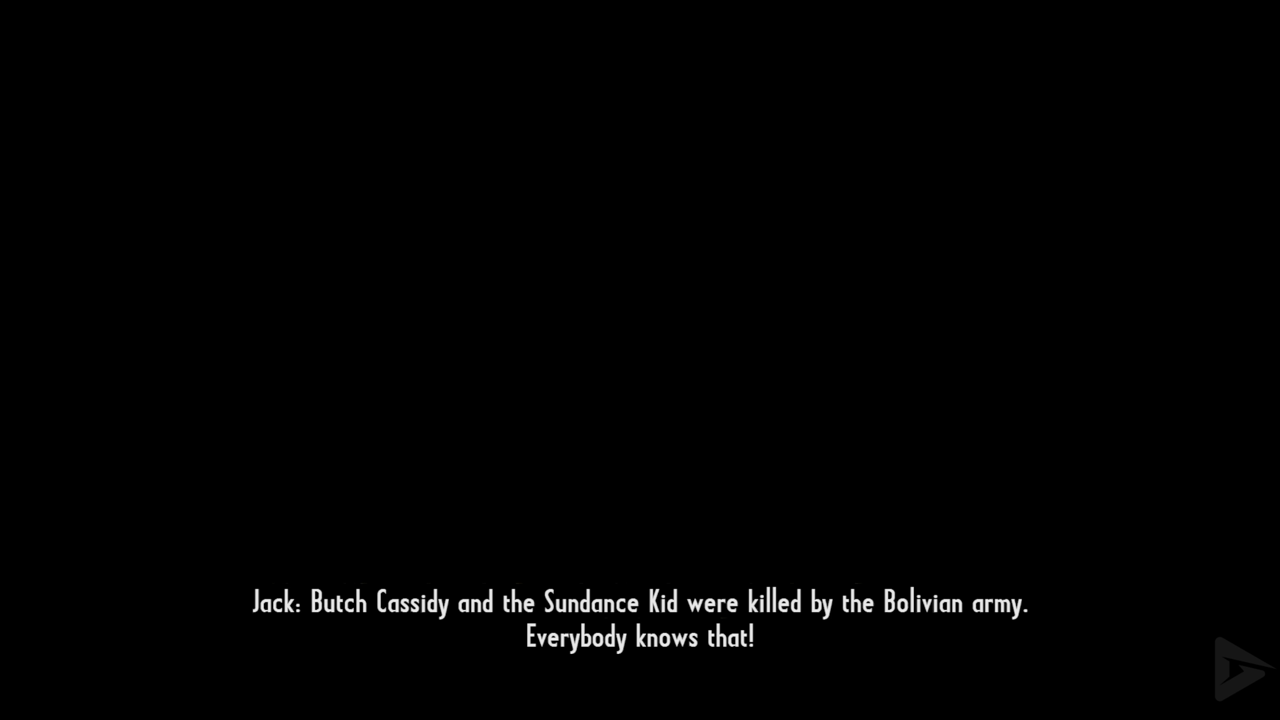 Jack: Butch Cassidy and the Sundance Kid were killed by the Bolivian army.
Everybody knows that!